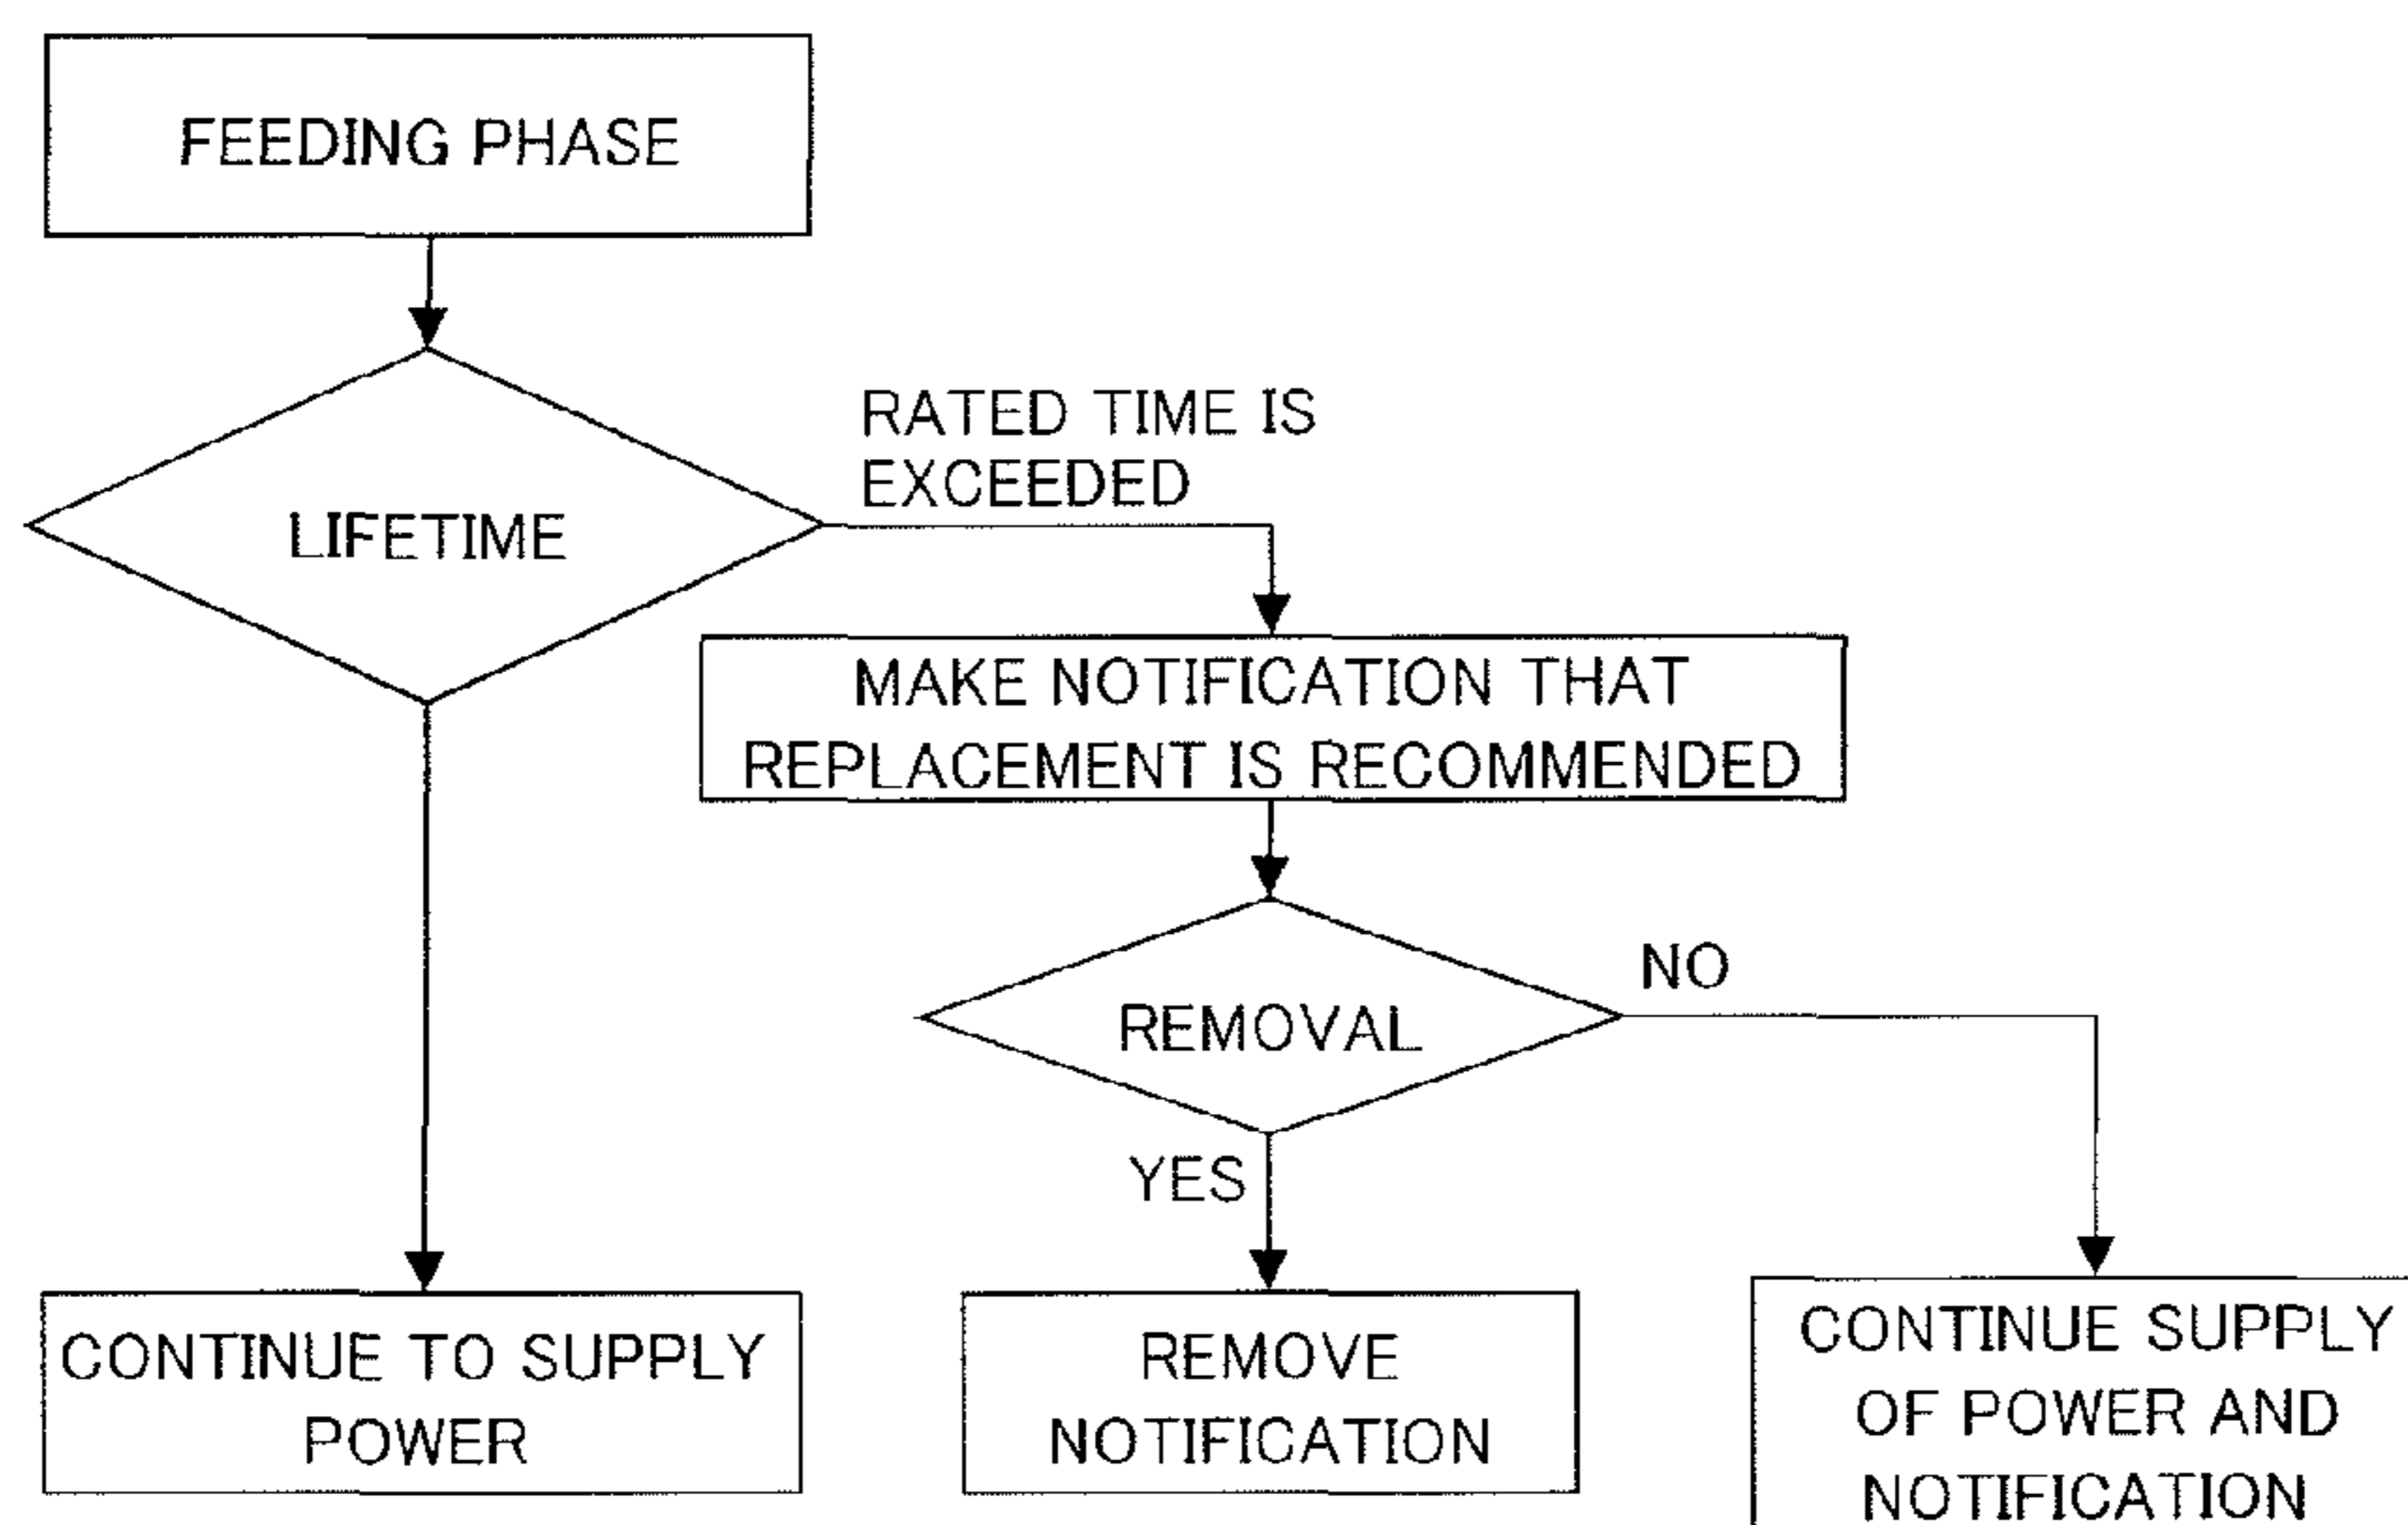 FEEDING PHASE
RATED TIME IS
EXCEEDED
LIFETIME
MAKE NOTIFICATION THAT
REPLACEMENT IS RECOMMENDED
NO
REMOVAL
YES
CONTINUE TO SUPPLY
POWER
REMOVE
NOTIFICATION
CONTINUE SUPPLY
OF POWER AND
NOTIFICATION